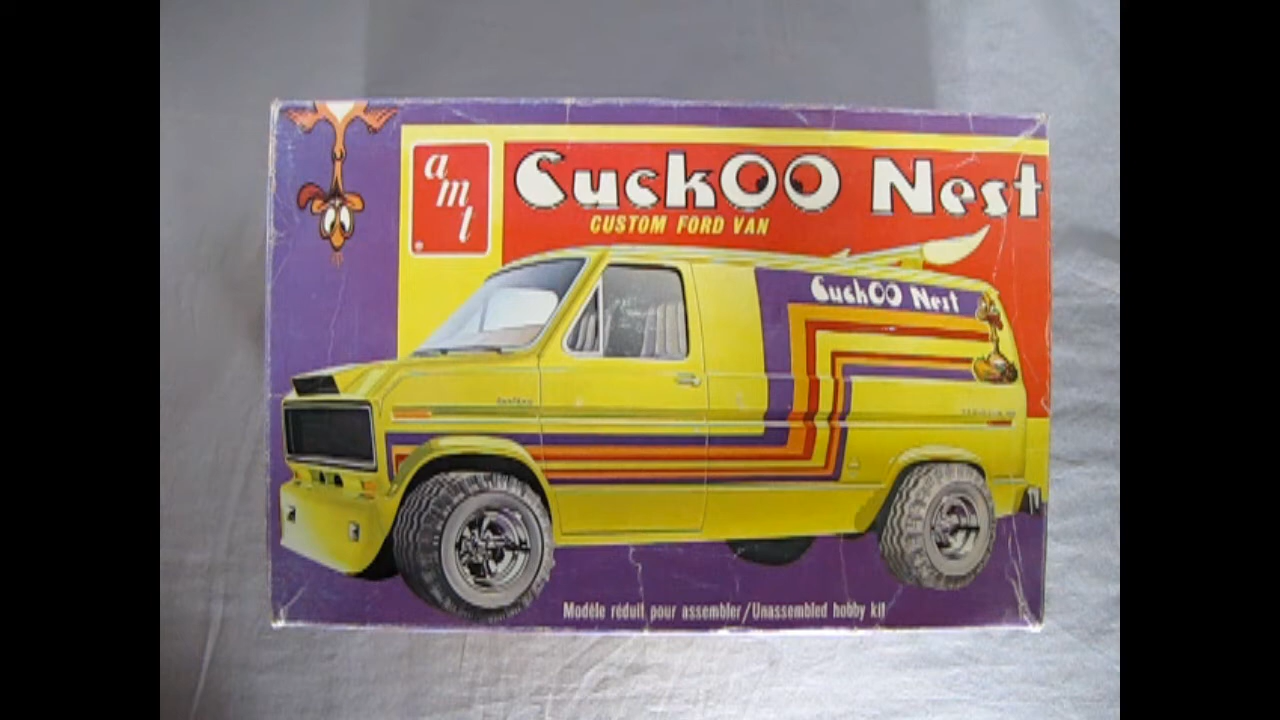 amt
CuckOO Nest
CUSTOM FORD VAN
CuckOO Nest
Modèle réduit pour assembler/Unassembled hobby kit